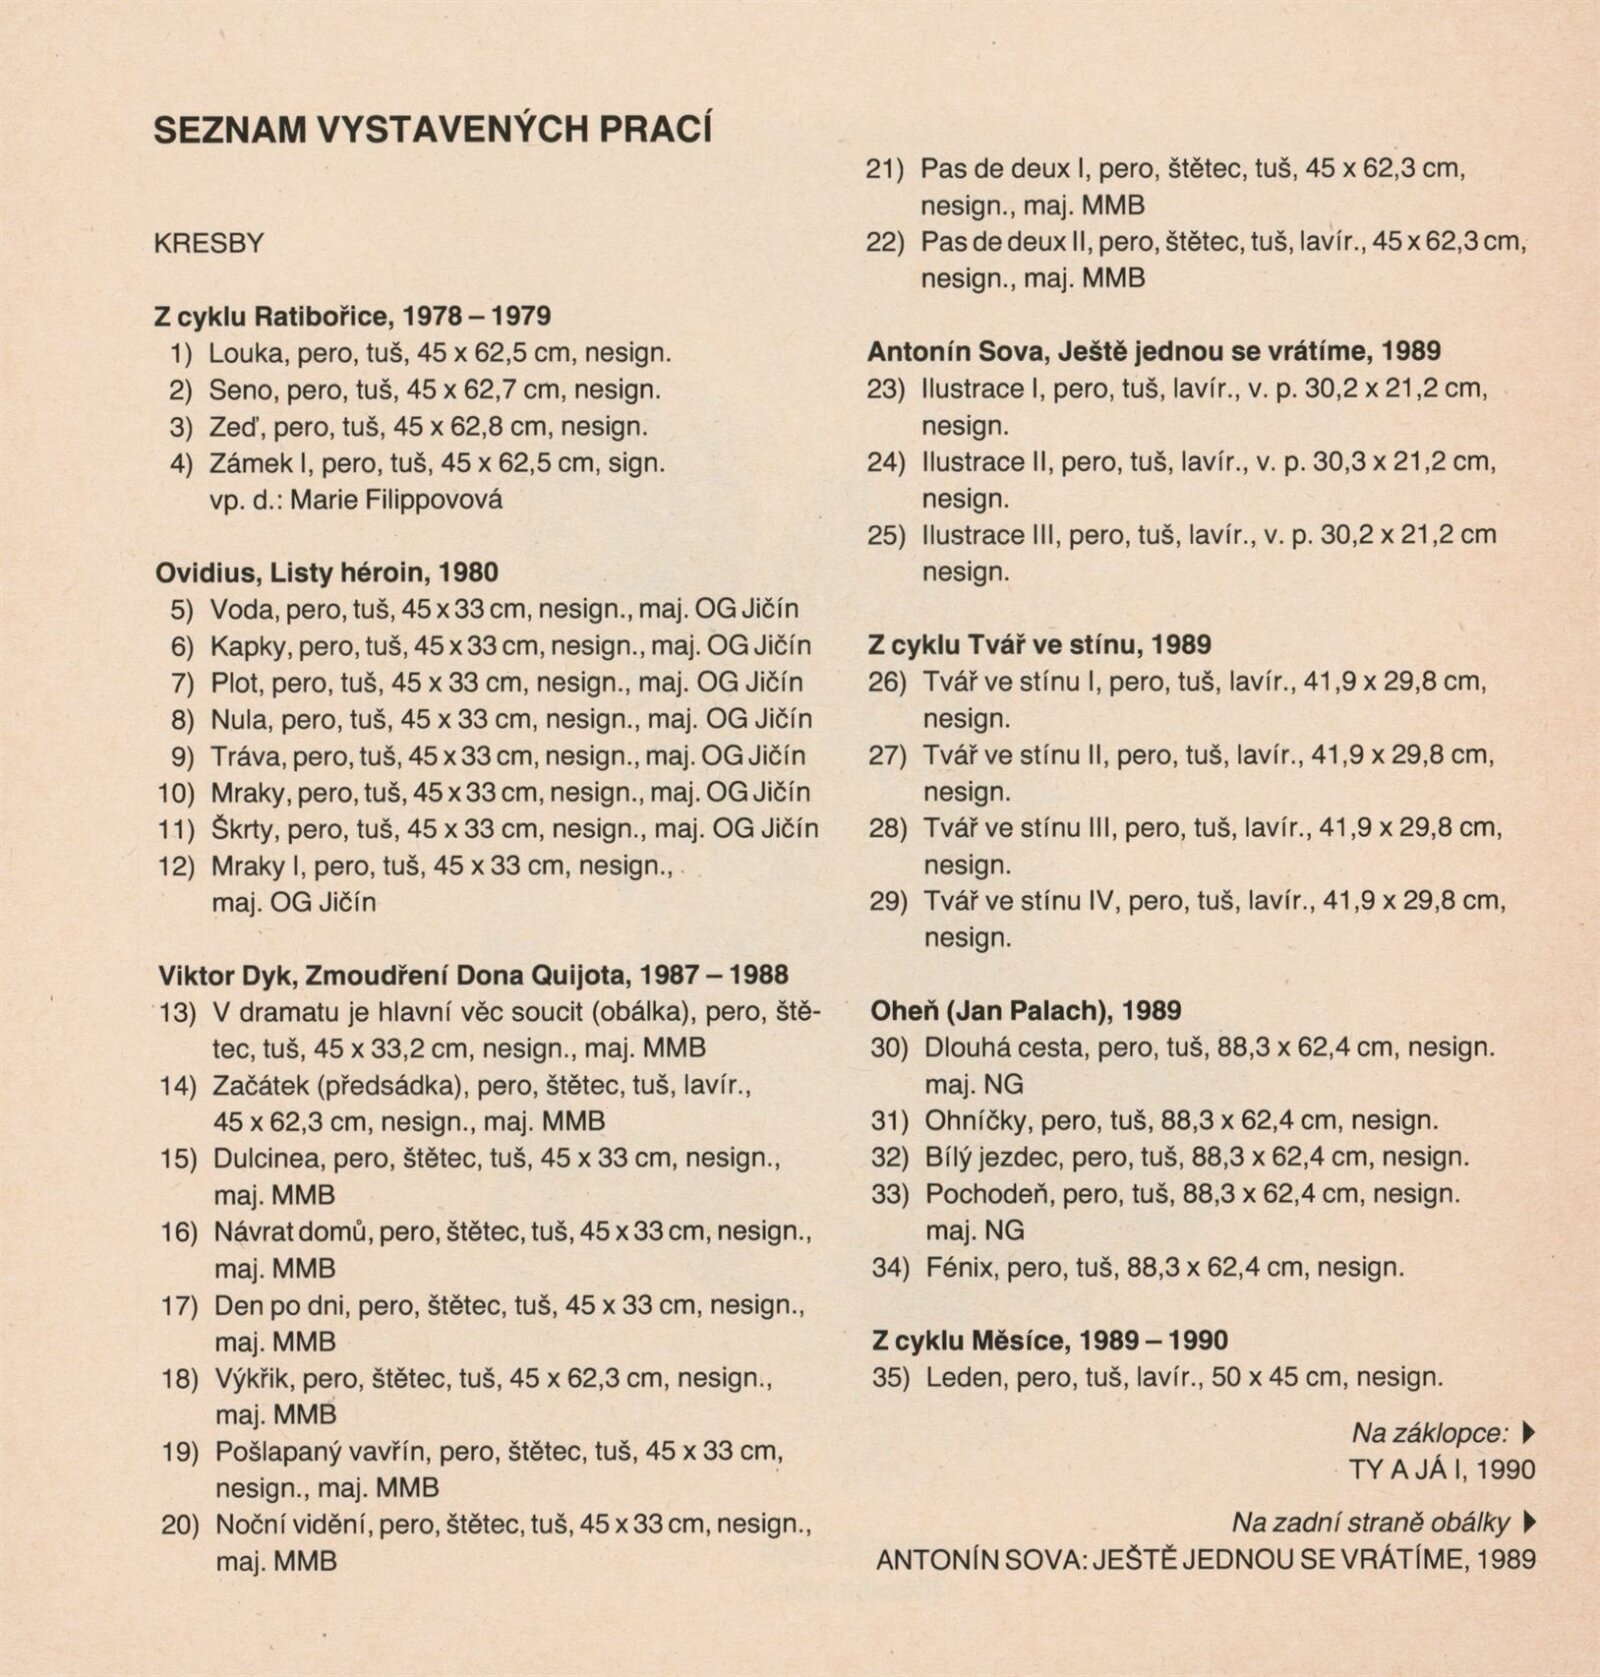 SEZNAM VYSTAVENÝCH PRACÍ
KRESBY
Z cyklu Ratibořice, 1978 – 1979
1) Louka, pero, tuš, 45 x 62,5 cm, nesign.
2) Seno, pero, tuš, 45 x 62,7 cm, nesign.
3) Zeď, pero, tuš, 45 x 62,8 cm, nesign.
4) Zámek I, pero, tuš, 45 x 62,5 cm, sign.
vp. d.: Marie Filippovová
Ovidius, Listy héroin, 1980
5) Voda, pero, tuš, 45 x 33 cm, nesign., maj. OG Jičín
6) Kapky, pero, tuš, 45 x 33 cm, nesign., maj. OG Jičín
7) Plot, pero, tuš, 45 x 33 cm, nesign., maj. OG Jičín
8) Nula, pero, tuš, 45 x 33 cm, nesign., maj. OG Jičín
9) Tráva, pero, tuš, 45 x 33 cm, nesign., maj. OG Jičín
10) Mraky, pero, tuš, 45 x 33 cm, nesign., maj. OG Jičín
11) Škrty, pero, tuš, 45 x 33 cm, nesign., maj. OG Jičín
12) Mraky I, pero, tuš, 45 x 33 cm, nesign.,
maj. OG Jičín
Viktor Dyk, Zmoudření Dona Quijota, 1987 – 1988
13) V dramatu je hlavní věc soucit (obálka), pero, ště-
tec, tuš, 45 x 33,2 cm, nesign., maj. MMB
14) Začátek (předsádka), pero, štětec, tuš, lavír.,
45 x 62,3 cm, nesign., maj. MMB
15) Dulcinea, pero, štětec, tuš, 45 x 33 cm, nesign.,
maj. MMB
16) Návrat domů, pero, štětec, tuš, 45 x 33 cm, nesign.,
maj. MMB
17) Den po dni, pero, štětec, tuš, 45 x 33 cm, nesign.,
maj. MMB
18) Výkřik, pero, štětec, tuš, 45 x 62,3 cm, nesign.,
maj. MMB
19) Pošlapaný vavřín, pero, štětec, tuš, 45 x 33 cm,
nesign., maj. MMB
20) Noční vidění, pero, štětec, tuš, 45 x 33 cm, nesign.,
maj. MMB
21) Pas de deux I, pero, štětec, tuš, 45 x 62,3 cm,
nesign., maj. MMB
22) Pas de deux II, pero, štětec, tuš, lavír., 45 x 62,3 cm,
nesign., maj. MMB
Antonín Sova, Ještě jednou se vrátíme, 1989
23) Ilustrace I, pero, tuš, lavír., v. p. 30,2 x 21,2 cm,
nesign.
24) Ilustrace II, pero, tuš, lavír., v. p. 30,3 x 21,2 cm,
nesign.
25) Ilustrace III, pero, tuš, lavír., v. p. 30,2 x 21,2 cm
nesign.
Z cyklu Tvář ve stínu, 1989
26) Tvář ve stínu I, pero, tuš, lavír., 41,9 x 29,8 cm,
nesign.
27) Tvář ve stínu II, pero, tuš, lavír., 41,9 x 29,8 cm,
nesign.
28) Tvář ve stínu III, pero, tuš, lavír., 41,9 x 29,8 cm,
nesign.
29) Tvář ve stínu IV, pero, tuš, lavír., 41,9 x 29,8 cm,
nesign.
Oheň (Jan Palach), 1989
30) Dlouhá cesta, pero, tuš, 88,3 x 62,4 cm, nesign.
maj. NG
31) Ohníčky, pero, tuš, 88,3 x 62,4 cm, nesign.
32) Bílý jezdec, pero, tuš, 88,3 x 62,4 cm, nesign.
33) Pochodeň, pero, tuš, 88,3 x 62,4 cm, nesign.
maj. NG
34) Fénix, pero, tuš, 88,3 x 62,4 cm, nesign.
Z cyklu Měsíce, 1989 – 1990
35) Leden, pero, tuš, lavír., 50 x 45 cm, nesign.
Na záklopce:
TY A JÁ I, 1990
Na zadní straně obálky
ANTONÍN SOVA: JEŠTĚ JEDNOU SE VRÁTÍME, 1989